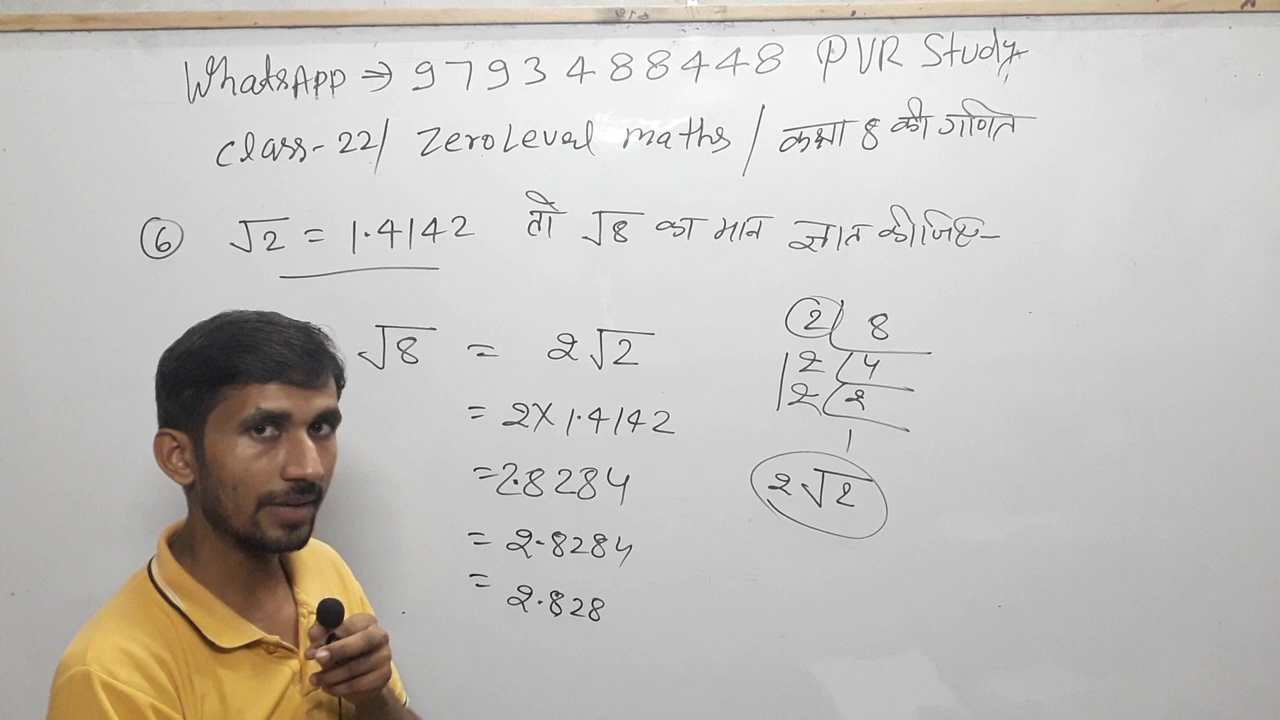 WhatsApp ⇒ 9793488448 PVR Study
class-22/ Zero Level maths / कक्षा 8 की गणित
⑥ √2 = 1.4142 तो √8 का मान ज्ञात कीजिए-
√8 = 2√2
= 2×1.4142
=2.8284
= 2.8284
= 2.828
2 8
2 4
2 2
1
2√2